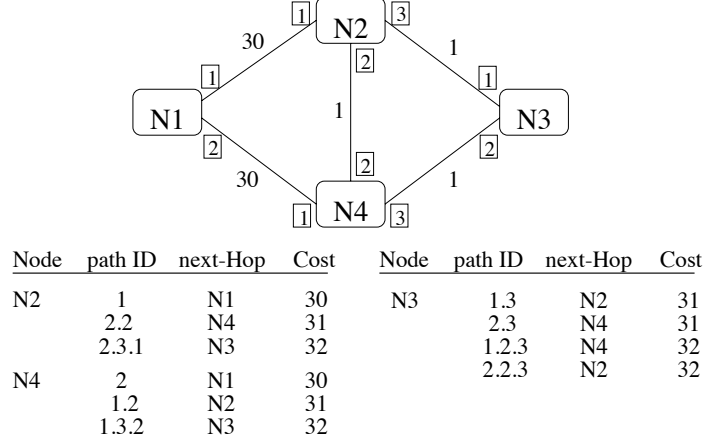 1 N2 3
30 2 1
1 1
N1 1 N3
2 2 2
30 1
1 N4 3
Node path ID next-Hop Cost
N2 1 N1 30
2.2 N4 31
2.3.1 N3 32
N4 2 N1 30
1.2 N2 31
1.3.2 N3 32
Node path ID next-Hop Cost
N3 1.3 N2 31
2.3 N4 31
1.2.3 N4 32
2.2.3 N2 32